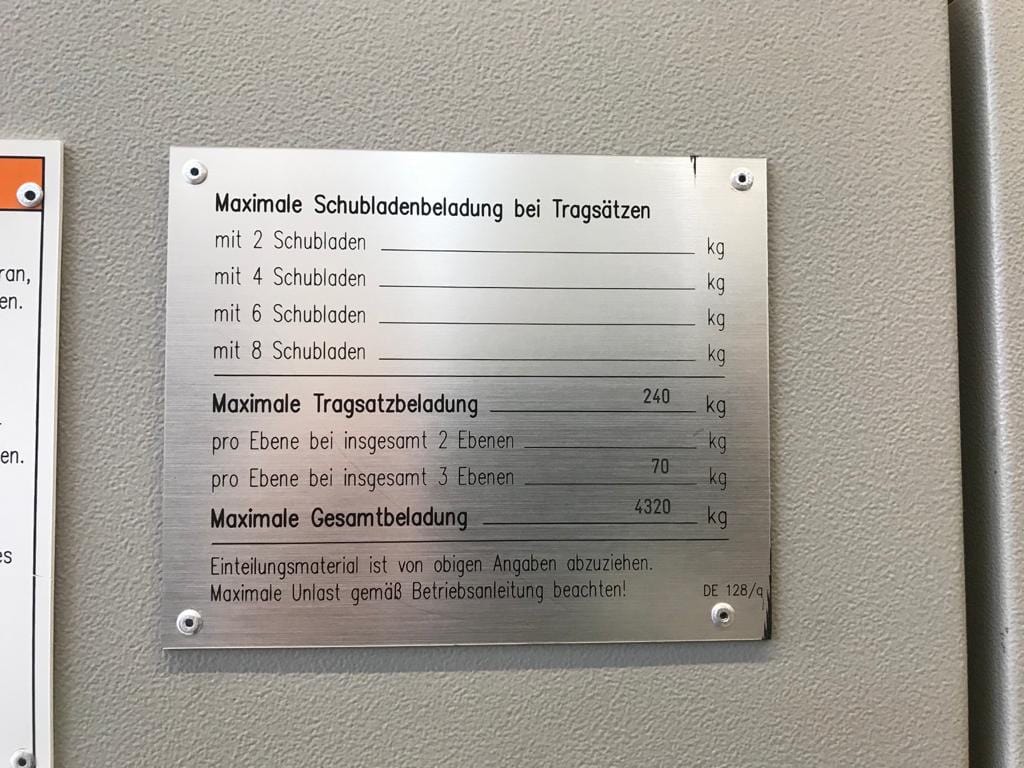 Maximale Schubladenbeladung bei Tragsätzen
mit 2 Schubladen kg
mit 4 Schubladen kg
mit 6 Schubladen kg
mit 8 Schubladen kg
Maximale Tragsatzbeladung 240 kg
pro Ebene bei insgesamt 2 Ebenen kg
pro Ebene bei insgesamt 3 Ebenen 70 kg
Maximale Gesamtbeladung 4320 kg
Einteilungsmaterial ist von obigen Angaben abzuziehen.
Maximale Unlast gemäß Betriebsanleitung beachten!
DE 128/q